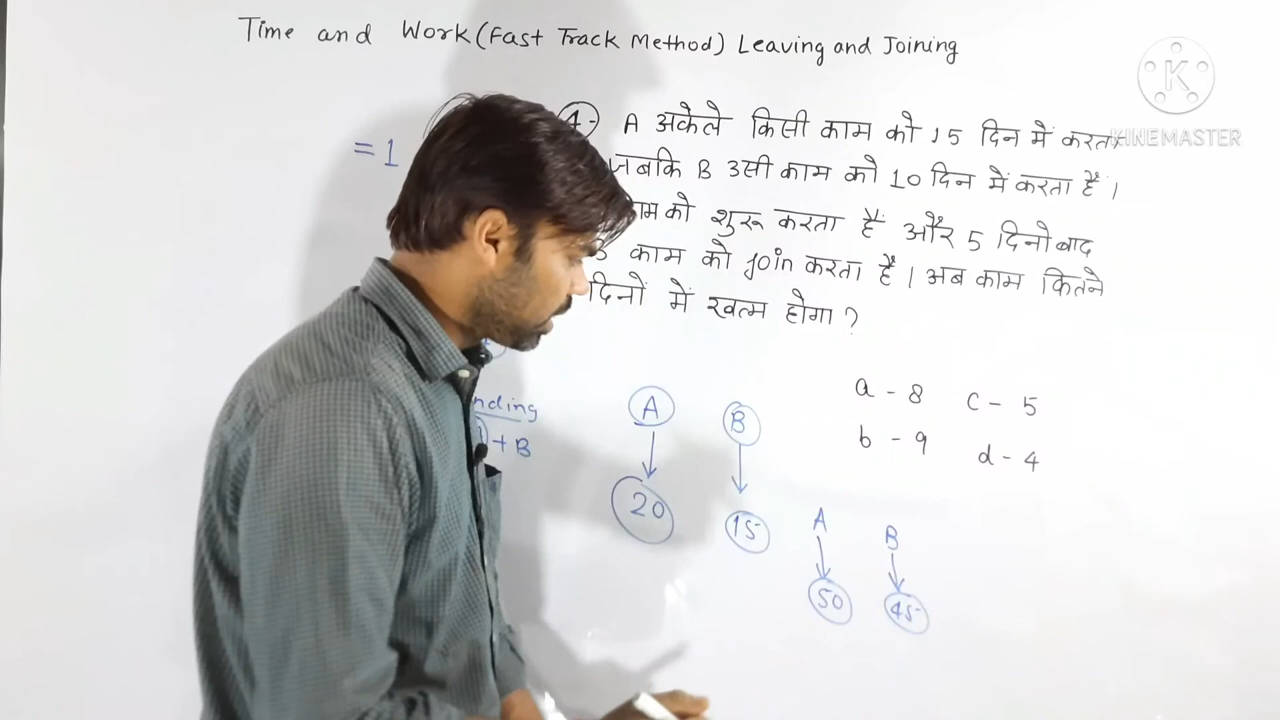 Time and Work (Fast Track Method) Leaving and Joining
K
KINEMASTER
= 1
4- A अकेले किसी काम को 15 दिन में करता
जबकि B उसी काम को 10 दिन में करता है।
को शुरू करता है और 5 दिनो बाद
काम को join करता है। अब काम कितने
दिनों में खत्म होगा?
a - 8 c - 5
b - 9 d - 4
+ B
A B
20 15
A B
50 45